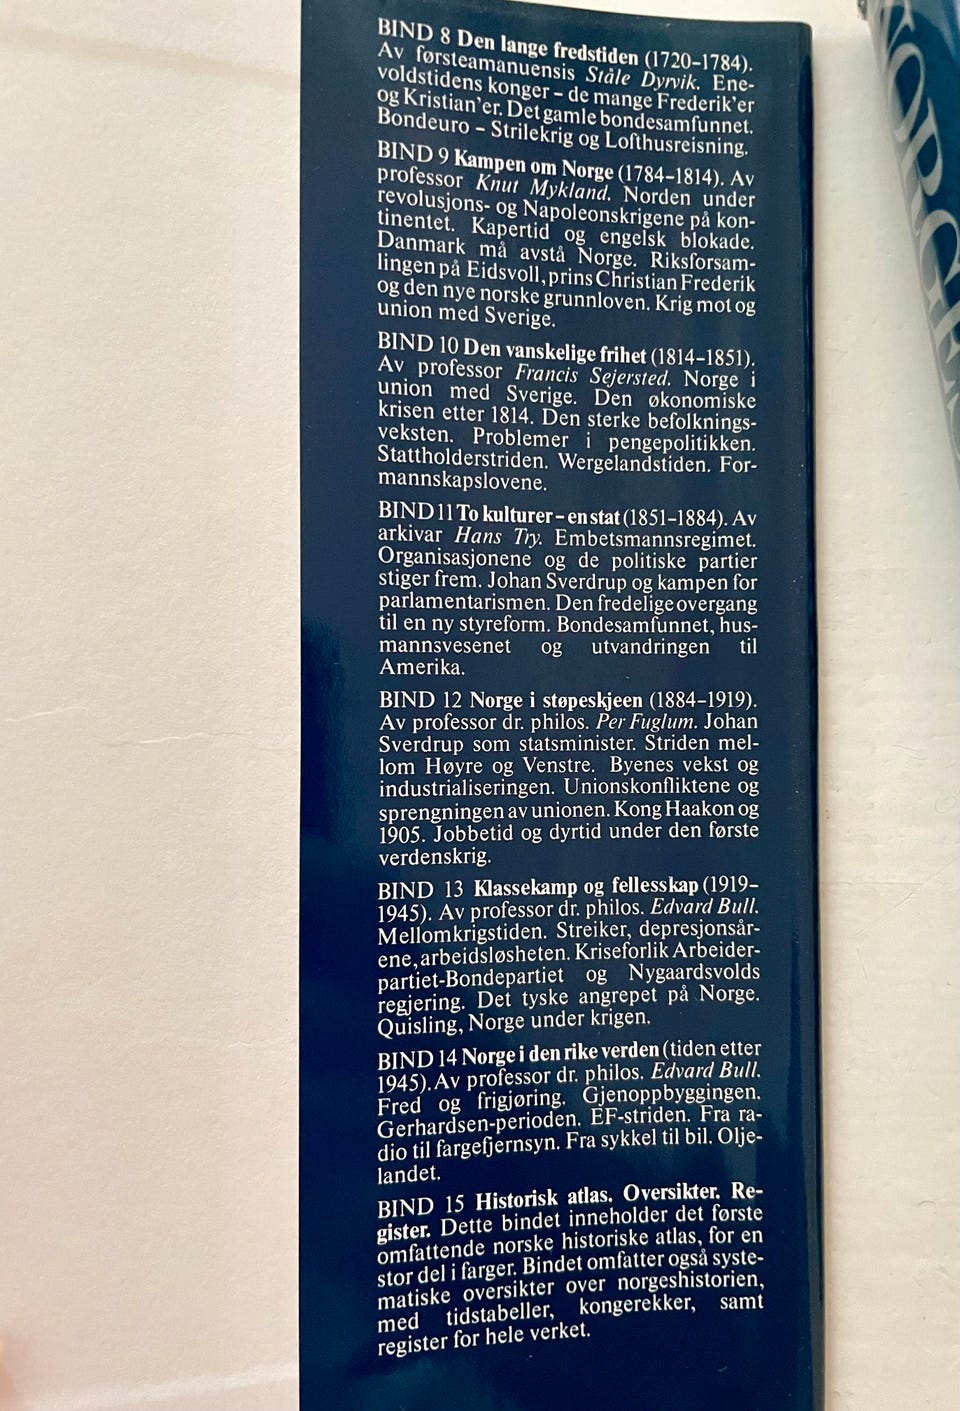 BIND 8 Den lange fredstiden (1720–1784).
Av førsteamanuensis Ståle Dyrvik. Ene-
voldstidens konger – de mange Frederik'er
og Kristian'er. Det gamle bondesamfunnet.
Bondeuro – Strilekrig og Lofthusreisning.
BIND 9 Kampen om Norge (1784–1814). Av
professor Knut Mykland. Norden under
revolusjons- og Napoleonskrigene på kon-
tinentet. Kapertid og engelsk blokade.
Danmark må avstå Norge. Riksforsam-
lingen på Eidsvoll, prins Christian Frederik
og den nye norske grunnloven. Krig mot og
union med Sverige.
BIND 10 Den vanskelige frihet (1814–1851).
Av professor Francis Sejersted. Norge i
union med Sverige. Den økonomiske
krisen etter 1814. Den sterke befolknings-
veksten. Problemer i pengepolitikken.
Stattholderstriden. Wergelandstiden. For-
mannskapslovene.
BIND 11 To kulturer – en stat (1851–1884). Av
arkivar Hans Try. Embetsmannsregimet.
Organisasjonene og de politiske partier
stiger frem. Johan Sverdrup og kampen for
parlamentarismen. Den fredelige overgang
til en ny styreform. Bondesamfunnet, hus-
mannsvesenet og utvandringen til
Amerika.
BIND 12 Norge i støpeskjeen (1884–1919).
Av professor dr. philos. Per Fuglum. Johan
Sverdrup som statsminister. Striden mel-
lom Høyre og Venstre. Byenes vekst og
industrialiseringen. Unionskonfliktene og
sprengningen av unionen. Kong Haakon og
1905. Jobbetid og dyrtid under den første
verdenskrig.
BIND 13 Klassekamp og fellesskap (1919–
1945). Av professor dr. philos. Edvard Bull.
Mellomkrigstiden. Streiker, depresjonsår-
ene, arbeidsløsheten. Kriseforlik Arbeider-
partiet-Bondepartiet og Nygaardsvolds
regjering. Det tyske angrepet på Norge.
Quisling, Norge under krigen.
BIND 14 Norge i den rike verden (tiden etter
1945). Av professor dr. philos. Edvard Bull.
Fred og frigjøring. Gjenoppbyggingen.
Gerhardsen-perioden. EF-striden. Fra ra-
dio til fargefjernsyn. Fra sykkel til bil. Olje-
landet.
BIND 15 Historisk atlas. Oversikter. Re-
gister. Dette bindet inneholder det første
omfattende norske historiske atlas, for en
stor del i farger. Bindet omfatter også syste-
matiske oversikter over norgeshistorien,
med tidstabeller, kongerekker, samt
register for hele verket.